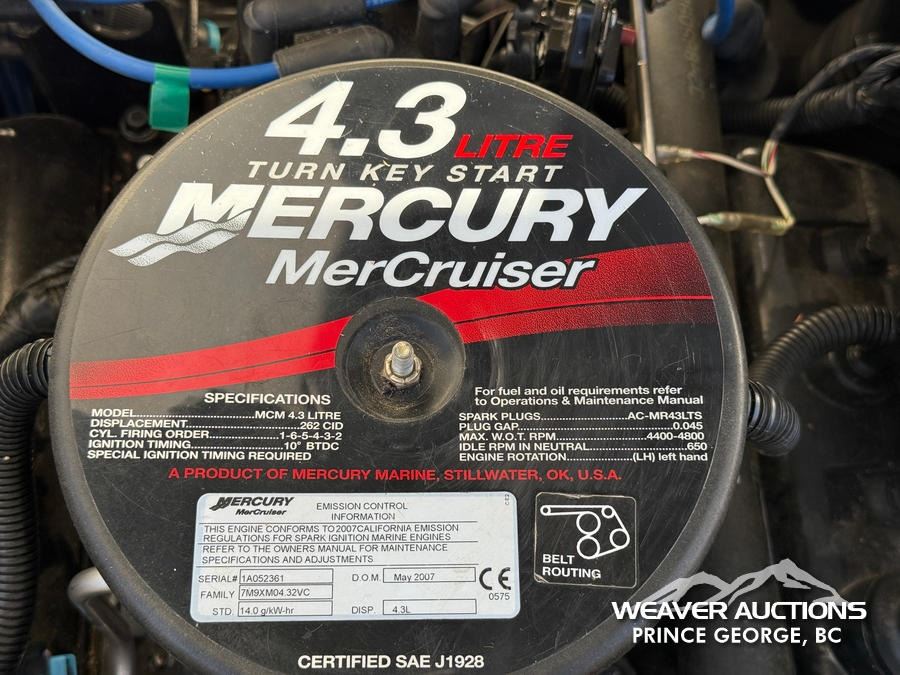 4.3 LITRE
TURN KEY START
MERCURY
MerCruiser
SPECIFICATIONS
MODEL..........................MCM 4.3 LITRE
DISPLACEMENT.........................262 CID
CYL. FIRING ORDER................1-6-5-4-3-2
IGNITION TIMING.....................10° BTDC
SPECIAL IGNITION TIMING REQUIRED
For fuel and oil requirements refer
to Operations & Maintenance Manual
SPARK PLUGS....................AC-MR43LTS
PLUG GAP.....................................0.045
MAX. W.O.T. RPM......................4400-4800
IDLE RPM IN NEUTRAL........................650
ENGINE ROTATION................(LH) left hand
A PRODUCT OF MERCURY MARINE, STILLWATER, OK, U.S.A.
MERCURY
MerCruiser
EMISSION CONTROL
INFORMATION
CE2
THIS ENGINE CONFORMS TO 2007CALIFORNIA EMISSION
REGULATIONS FOR SPARK IGNITION MARINE ENGINES
REFER TO THE OWNERS MANUAL FOR MAINTENANCE
SPECIFICATIONS AND ADJUSTMENTS
SERIAL# 1A052361 D.O.M. May 2007 CE
FAMILY 7M9XM04.32VC 0575
STD. 14.0 g/kW-hr DISP. 4.3L
BELT
ROUTING
CERTIFIED SAE J1928
WEAVER AUCTIONS
PRINCE GEORGE, BC